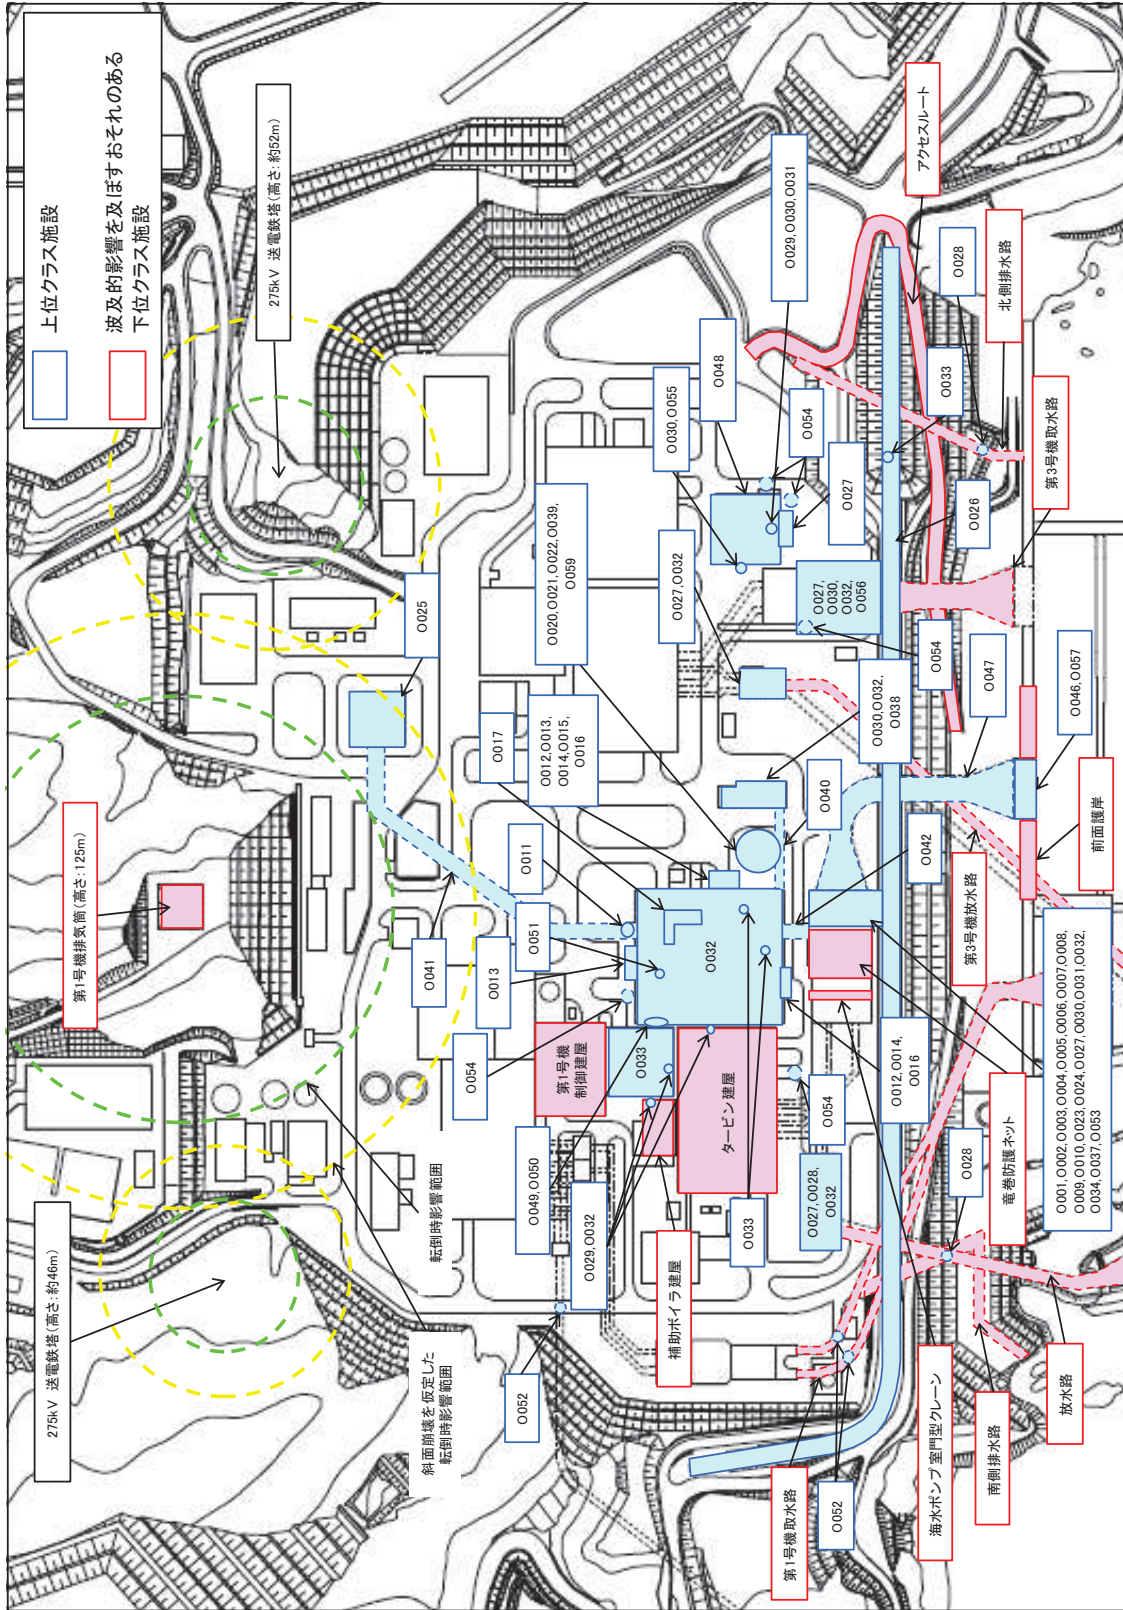 上位クラス施設
波及的影響を及ぼすおそれのある
下位クラス施設
275kV 送電鉄塔(高さ:約52m)
第1号機排気筒(高さ:125m)
275kV 送電鉄塔(高さ:約46m)
転倒時影響範囲
斜面崩壊を仮定した
転倒時影響範囲
O025
O041
O011
O051
O013
O054
O049,O050
O029,O032
O052
O017
O012,O013,
O014,O015,
O016
O020,O021,O022,O039,
O059
O027,O032
O030,O055
O048
O029,O030,O031
O054
O027
O027,
O030,
O032,
O056
O054
O030,O032,
O038
O040
O042
O032
O033
第1号機
制御建屋
タービン建屋
補助ボイラ建屋
O033
O054
O027,O028,
O032
O012,O014,
O016
アクセスルート
O028
北側排水路
O033
O026
第3号機取水路
O047
O046,O057
前面護岸
第3号機放水路
O001,O002,O003,O004,O005,O006,O007,O008,
O009,O010,O023,O024,O027,O030,O031,O032,
O034,O037,O053
竜巻防護ネット
O028
放水路
南側排水路
海水ポンプ室門型クレーン
O052
第1号機取水路